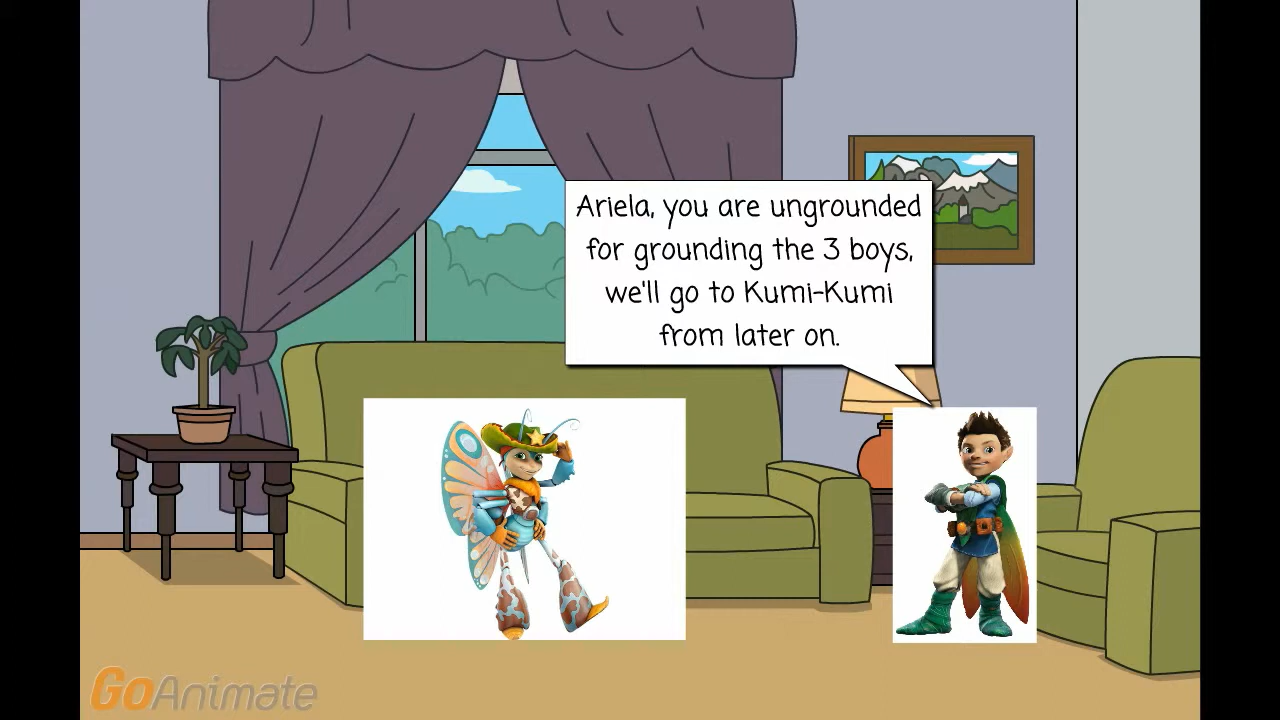 Ariela, you are ungrounded
for grounding the 3 boys,
we'll go to Kumi-Kumi
from later on.
GoAnimate